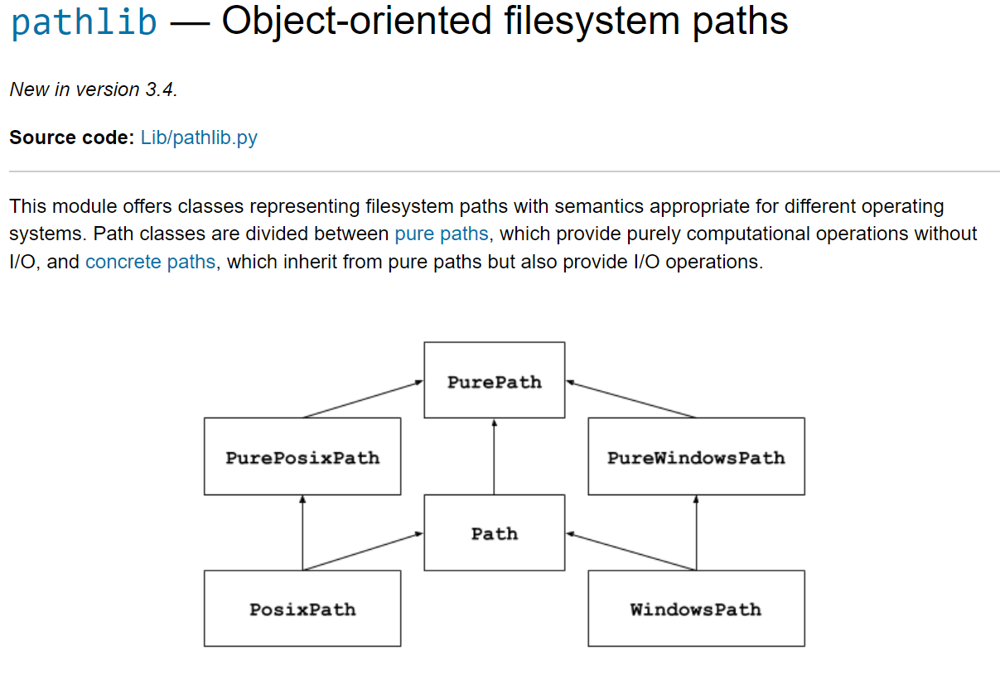 pathlib — Object-oriented filesystem paths
New in version 3.4.
Source code: Lib/pathlib.py
This module offers classes representing filesystem paths with semantics appropriate for different operating
systems. Path classes are divided between pure paths, which provide purely computational operations without
I/O, and concrete paths, which inherit from pure paths but also provide I/O operations.
PurePath
PurePosixPath
PureWindowsPath
Path
PosixPath
WindowsPath